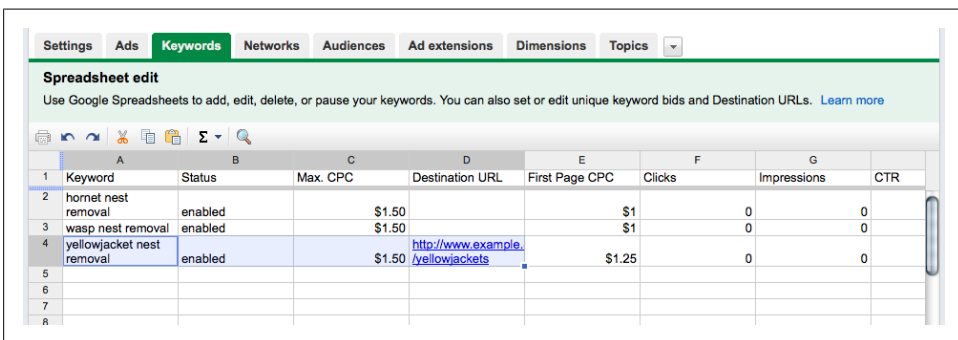 Settings Ads Keywords Networks Audiences Ad extensions Dimensions Topics
Spreadsheet edit
Use Google Spreadsheets to add, edit, delete, or pause your keywords. You can also set or edit unique keyword bids and Destination URLs. Learn more
Σ
A B C D E F G
1 Keyword Status Max. CPC Destination URL First Page CPC Clicks Impressions CTR
2 hornet nest
removal enabled $1.50 $1 0 0
3 wasp nest removal enabled $1.50 $1 0 0
4 yellowjacket nest http://www.example.
removal enabled $1.50 /yellowjackets $1.25 0 0
5
6
7
8